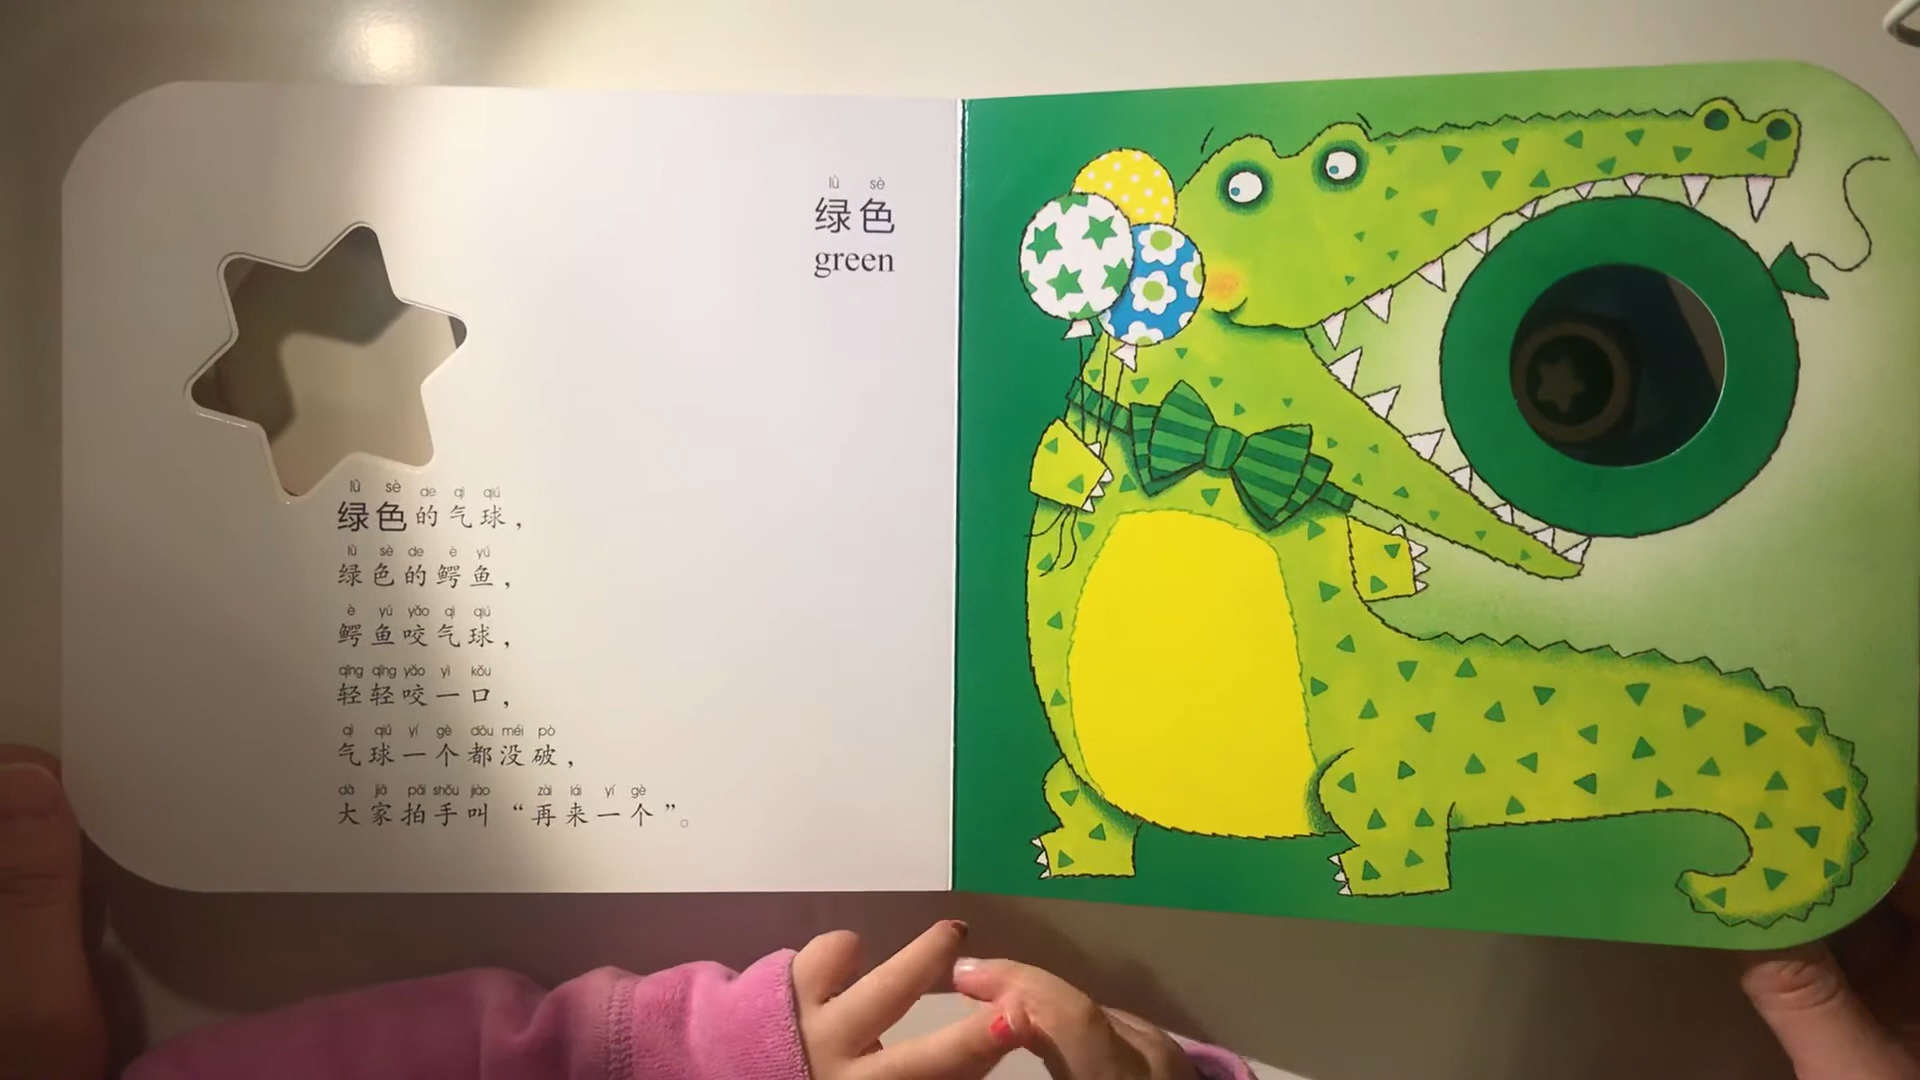 lǜ sè
绿色
green
lǜ sè de qì qiú
绿色的气球，
lǜ sè de è yú
绿色的鳄鱼，
è yú yǎo qì qiú
鳄鱼咬气球，
qīng qīng yǎo yì kǒu
轻轻咬一口，
qì qiú yí gè dōu méi pò
气球一个都没破，
dà jiā pāi shǒu jiào zài lái yí gè
大家拍手叫“再来一个”。